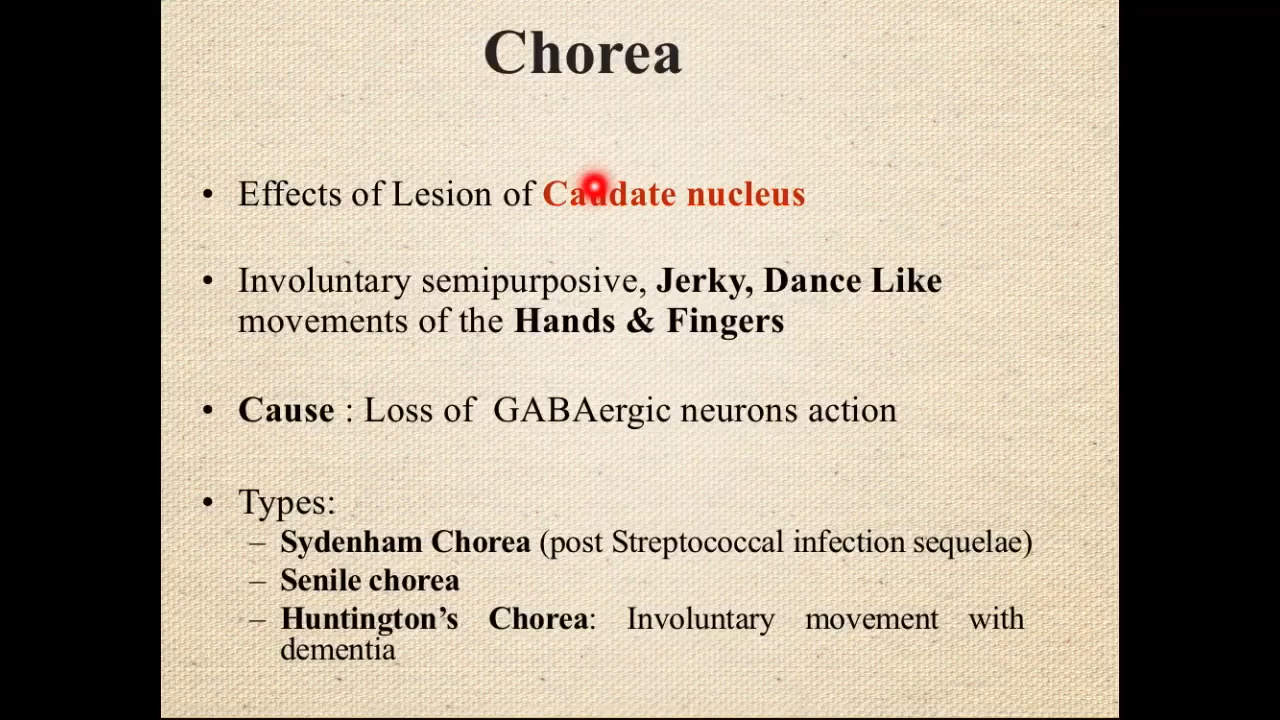 Chorea
• Effects of Lesion of Caudate nucleus
• Involuntary semipurposive, Jerky, Dance Like
movements of the Hands & Fingers
• Cause : Loss of GABAergic neurons action
• Types:
– Sydenham Chorea (post Streptococcal infection sequelae)
– Senile chorea
– Huntington’s Chorea: Involuntary movement with
dementia